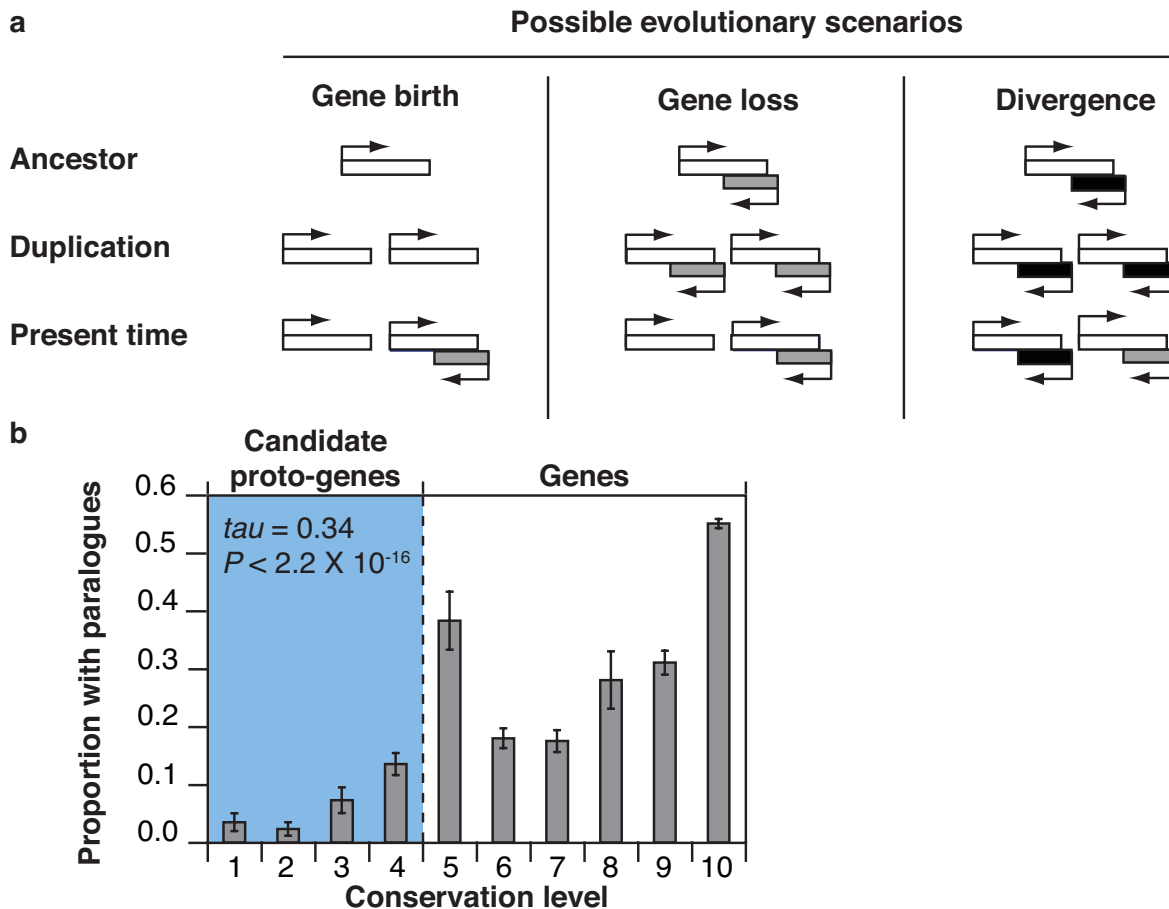 a
Possible evolutionary scenarios
Gene birth
Gene loss
Divergence
Ancestor
Duplication
Present time
b
Candidate
proto-genes
Genes
tau = 0.34
P < 2.2 X 10⁻¹⁶
Proportion with paralogues
0.6
0.5
0.4
0.3
0.2
0.1
0.0
1 2 3 4 5 6 7 8 9 10
Conservation level